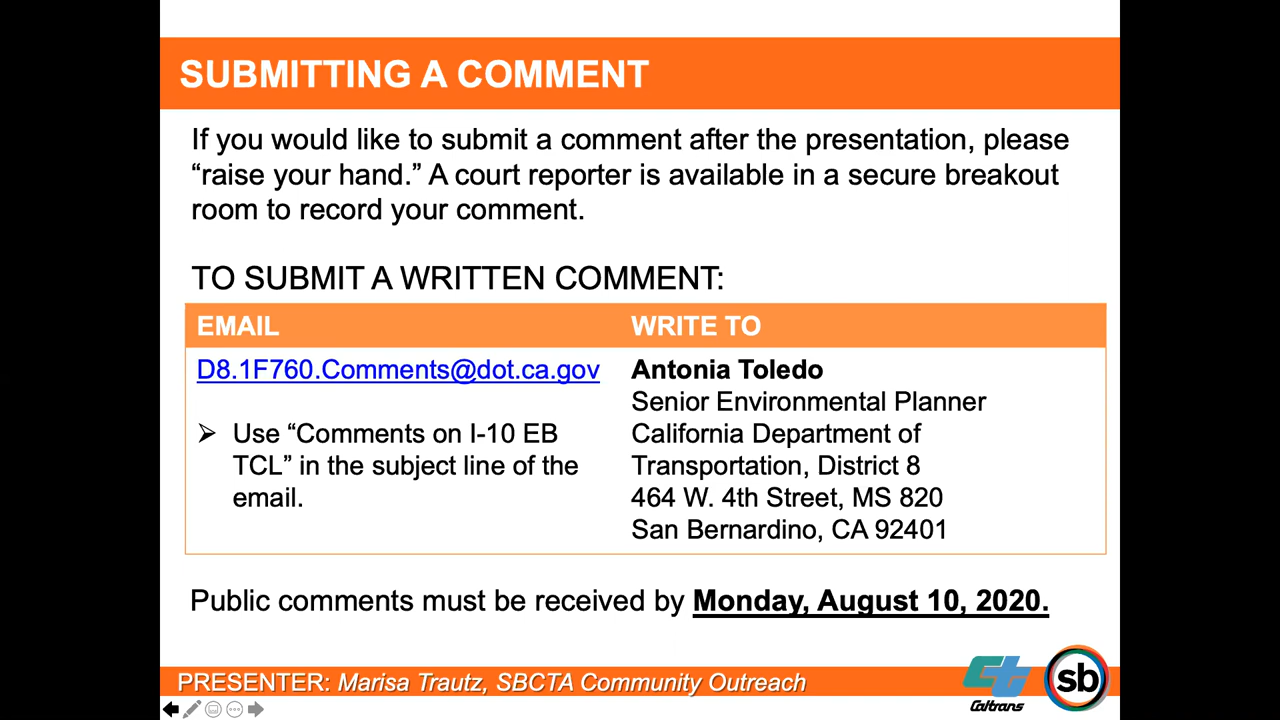 SUBMITTING A COMMENT
If you would like to submit a comment after the presentation, please
“raise your hand.” A court reporter is available in a secure breakout
room to record your comment.
TO SUBMIT A WRITTEN COMMENT:
EMAIL
D8.1F760.Comments@dot.ca.gov
Use “Comments on I-10 EB
TCL” in the subject line of the
email.
WRITE TO
Antonia Toledo
Senior Environmental Planner
California Department of
Transportation, District 8
464 W. 4th Street, MS 820
San Bernardino, CA 92401
Public comments must be received by Monday, August 10, 2020.
PRESENTER: Marisa Trautz, SBCTA Community Outreach
ct
Caltrans
sb